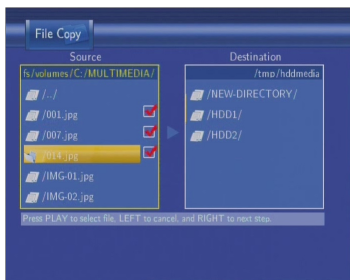 File Copy
Source
Destination
fs/volumes/C:/MULTIMEDIA/
/tmp/hddmedia
/../
/001.jpg
/007.jpg
/014.jpg
/IMG-01.jpg
/IMG-02.jpg
/NEW-DIRECTORY/
/HDD1/
/HDD2/
Press PLAY to select file, LEFT to cancel. and RIGHT to next step.